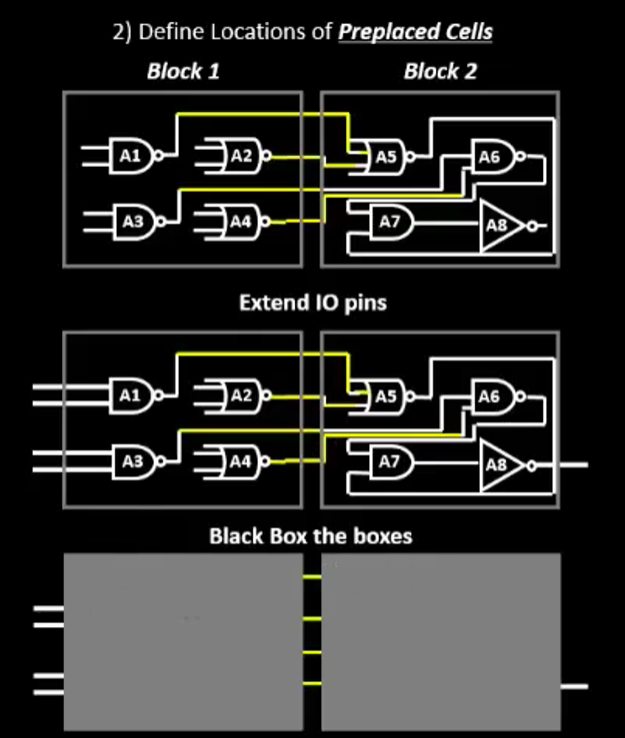 2) Define Locations of Preplaced Cells
Block 1 Block 2
A1 A2 A5 A6
A3 A4 A7 A8
Extend IO pins
A1 A2 A5 A6
A3 A4 A7 A8
Black Box the boxes